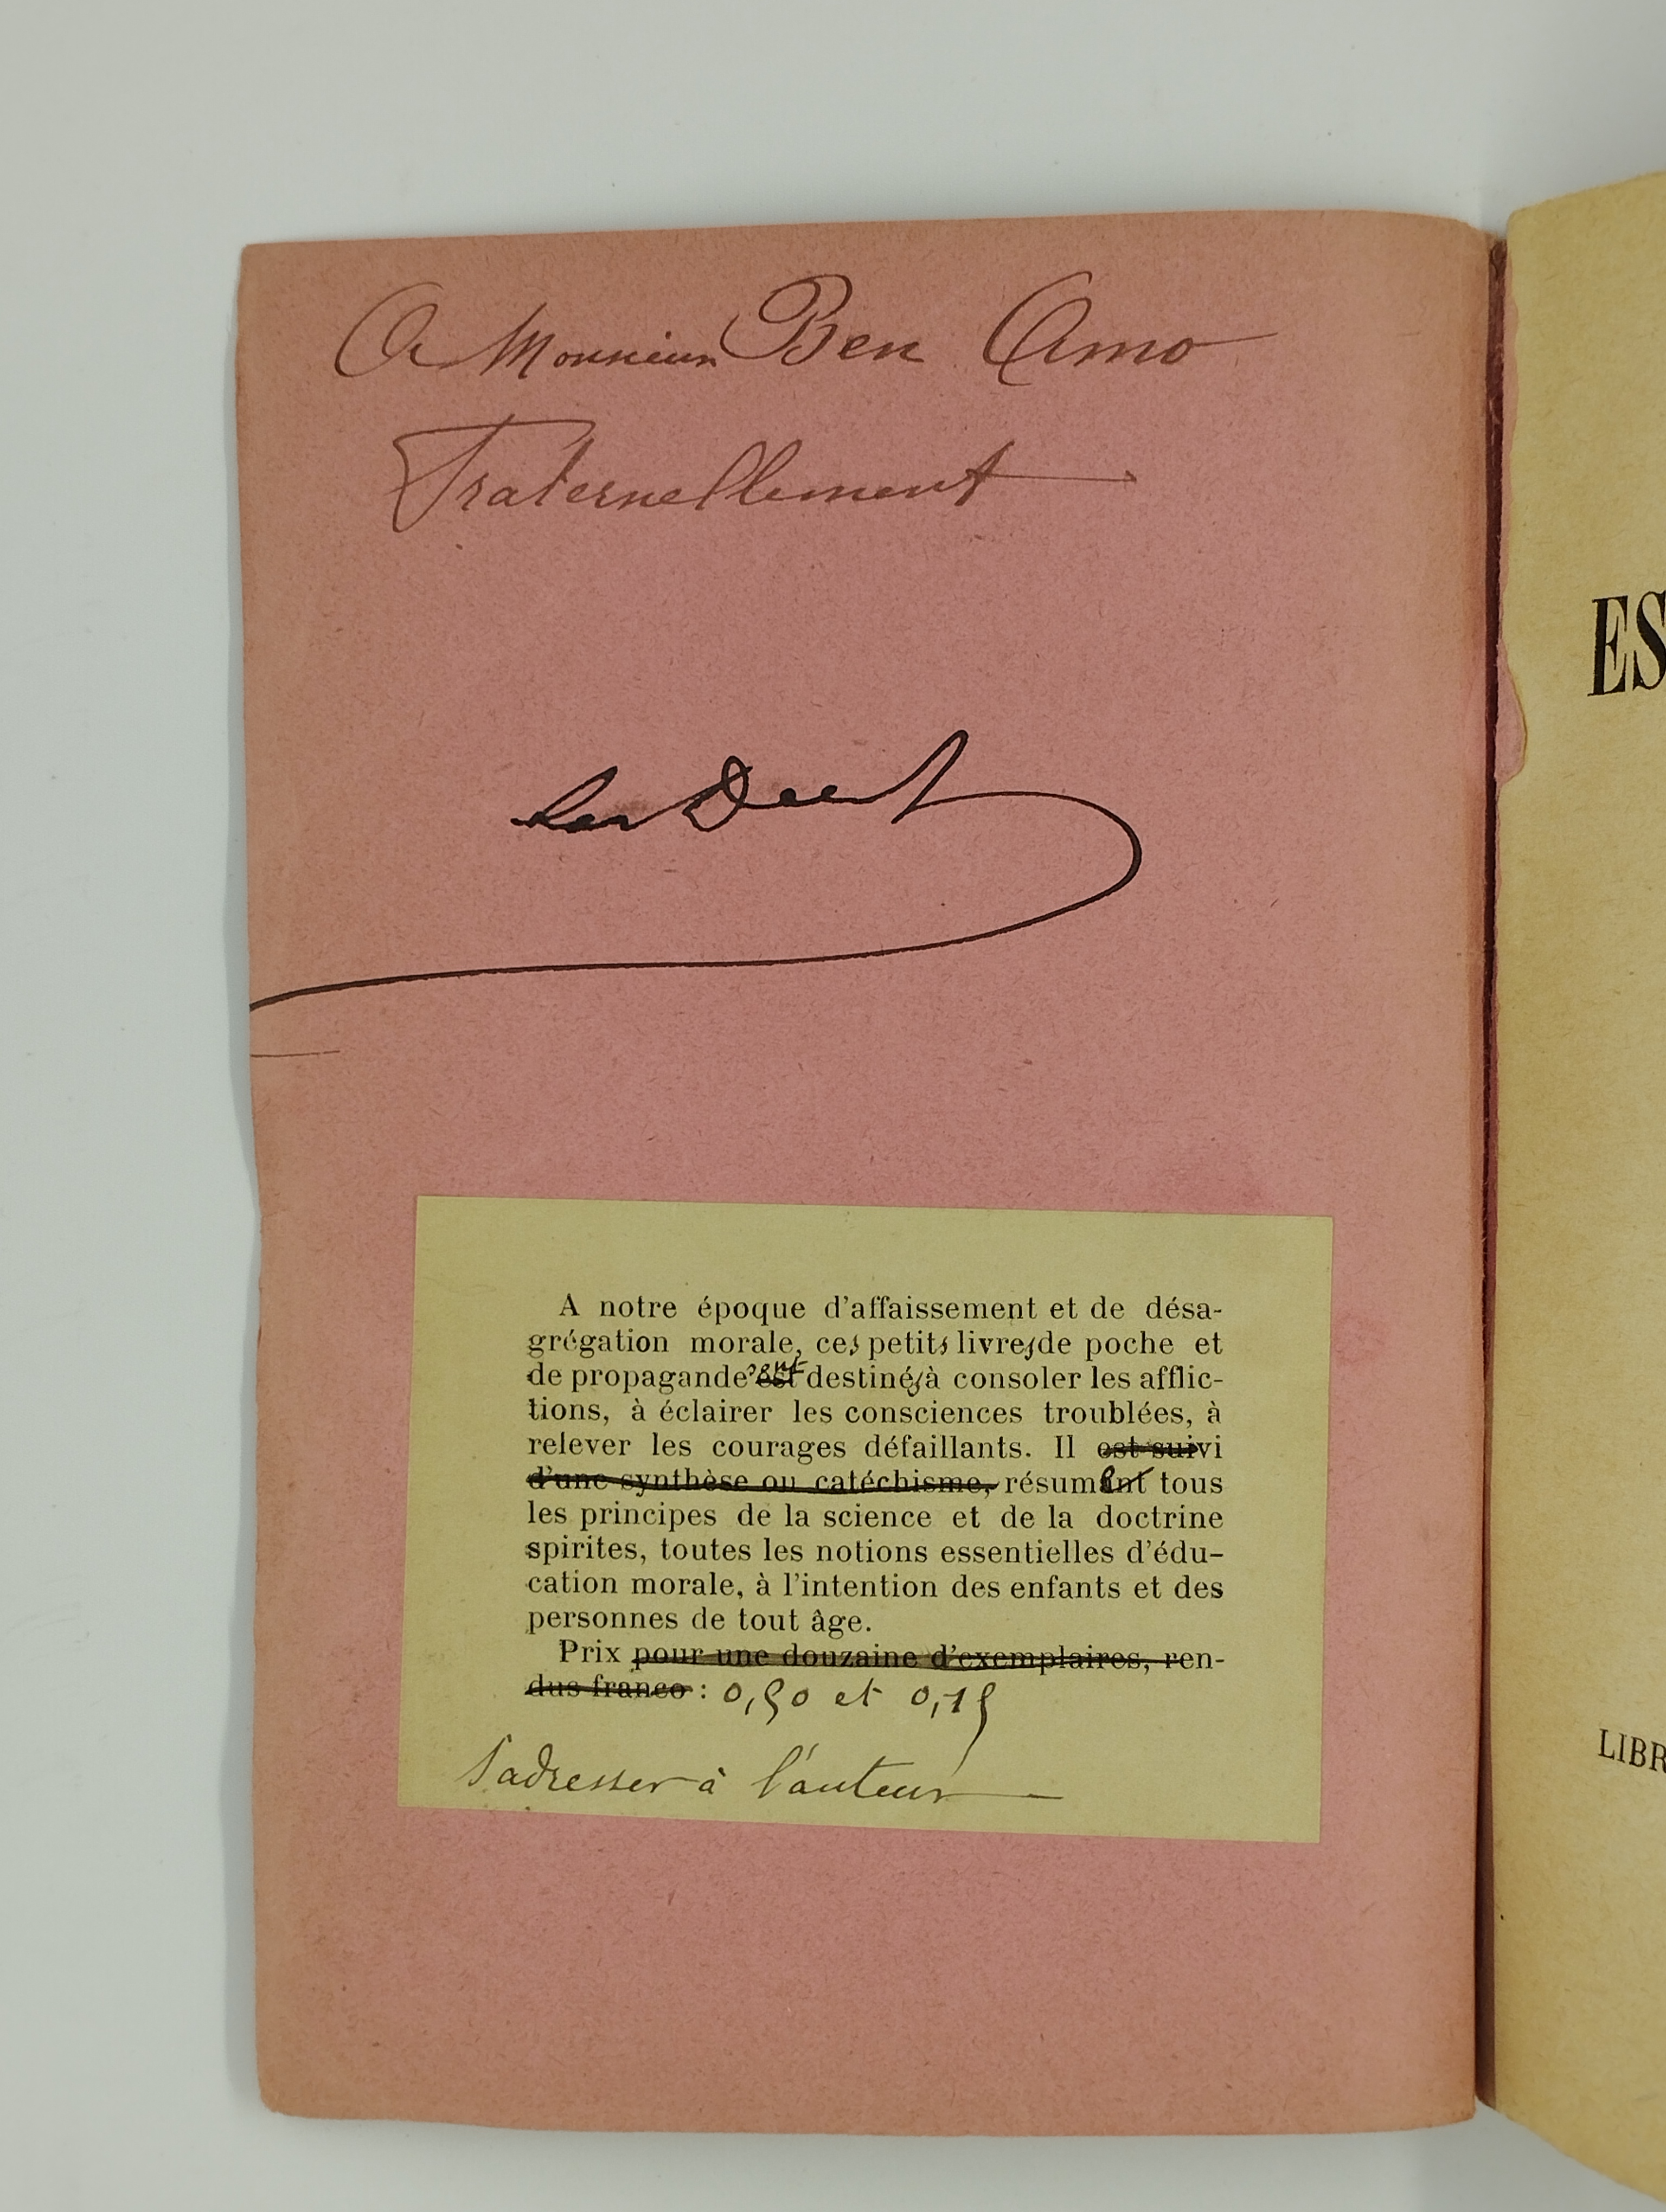 A Monsieur Ben Amo
Fraternellement
A notre époque d'affaissement et de désa-
grégation morale, ces petits livres de poche et
de propagande sont est destinés à consoler les afflic-
tions, à éclairer les consciences troublées, à
relever les courages défaillants. Il est suivi
d'une synthèse ou catéchisme, résumant tous
les principes de la science et de la doctrine
spirites, toutes les notions essentielles d'édu-
cation morale, à l'intention des enfants et des
personnes de tout âge.
Prix pour une douzaine d'exemplaires, ren-
dus franco : 0,50 et 0,15
S'adresser à l'auteur
ES
LIBR